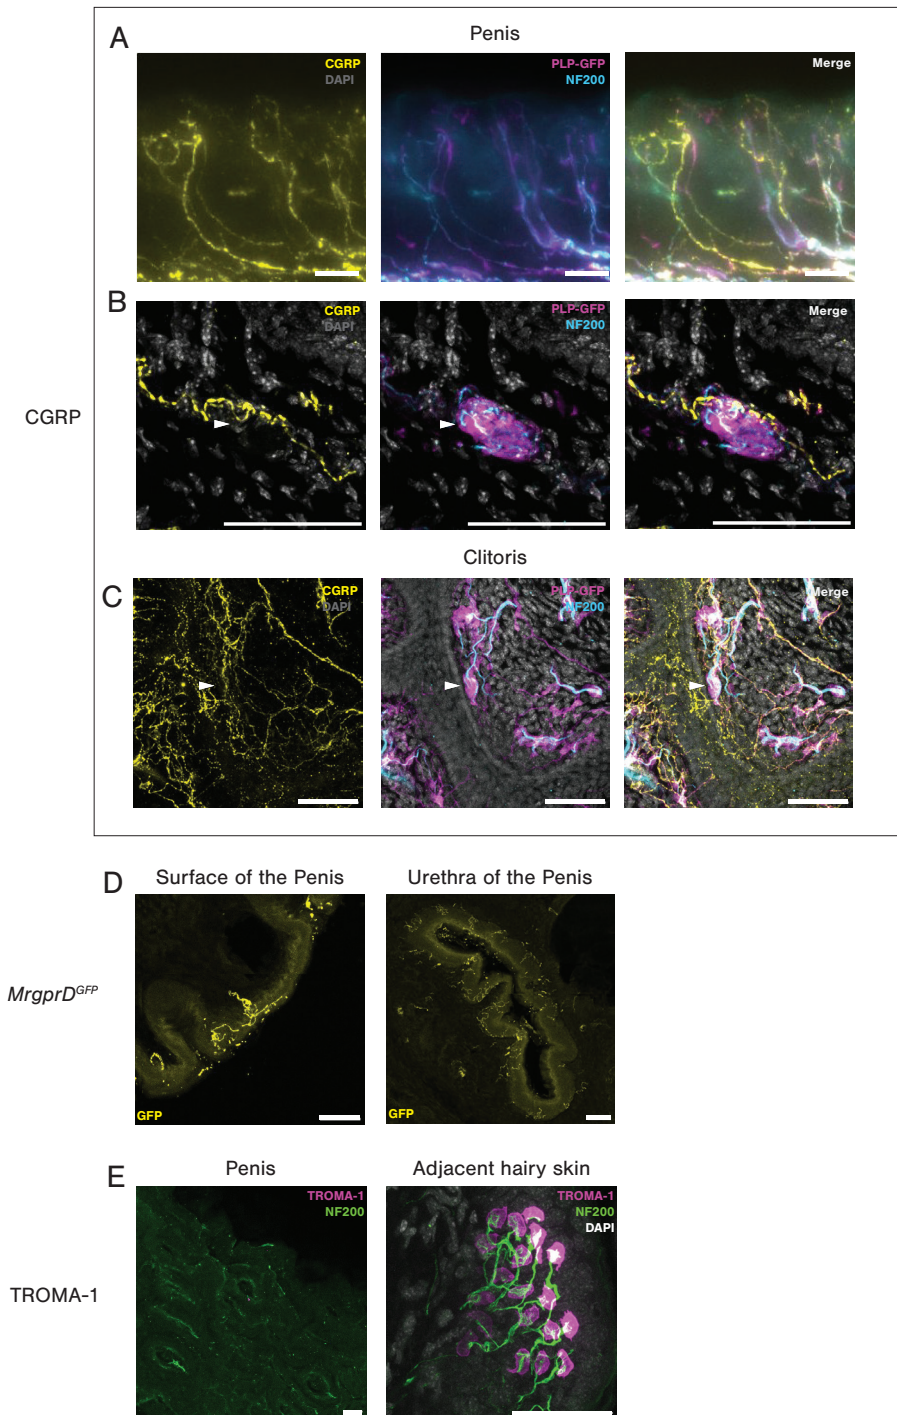 A
Penis
CGRP
DAPI
PLP-GFP
NF200
Merge
B
CGRP
DAPI
PLP-GFP
NF200
Merge
CGRP
Clitoris
C
CGRP
DAPI
PLP-GFP
NF200
Merge
D
Surface of the Penis
Urethra of the Penis
MrgprD^GFP
GFP
GFP
E
Penis
Adjacent hairy skin
TROMA-1
NF200
TROMA-1
NF200
DAPI
TROMA-1